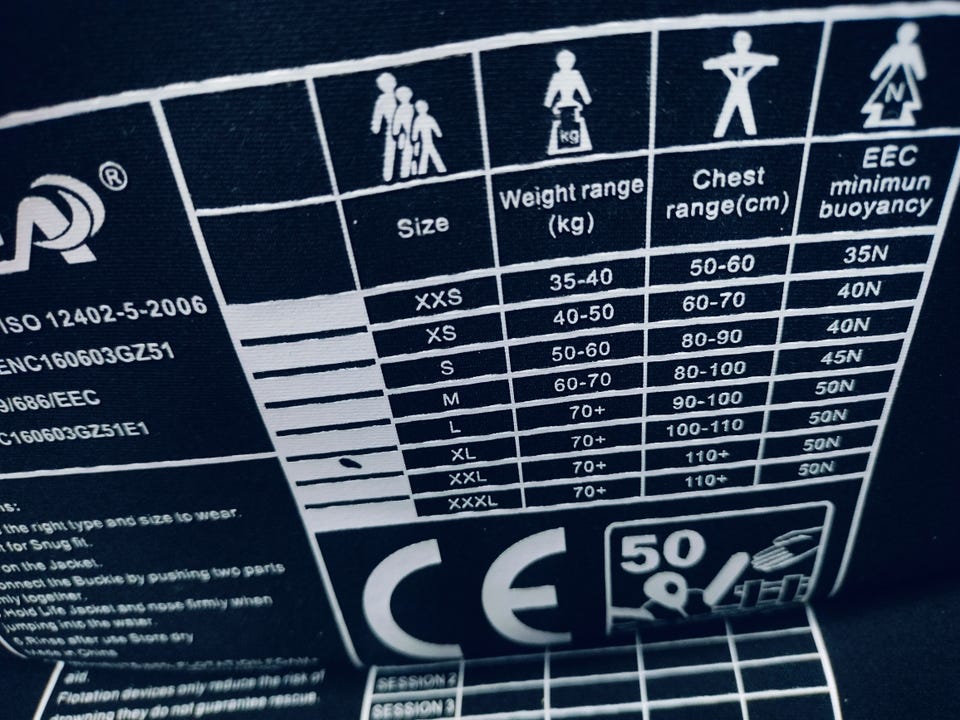 ®
ISO 12402-5-2006
ENC160603GZ51
/686/EEC
C160603GZ51E1
kg
N
Size Weight range (kg) Chest range(cm) EEC minimun buoyancy
XXS 35-40 50-60 35N
XS 40-50 60-70 40N
S 50-60 80-90 40N
M 60-70 80-100 45N
L 70+ 90-100 50N
XL 70+ 100-110 50N
XXL 70+ 110+ 50N
XXXL 70+ 110+ 50N
CE
50
the right type and size to wear.
for Snug fit.
on the Jacket.
onnect the Buckle by pushing two parts
mly together.
Hold Life Jacket and nose firmly when
jumping into the water.
6.Rinse after use Store dry
Made in China
aid.
Flotation devices only reduce the risk of
drowning they do not guarantee rescue.
SESSION 2
SESSION 3